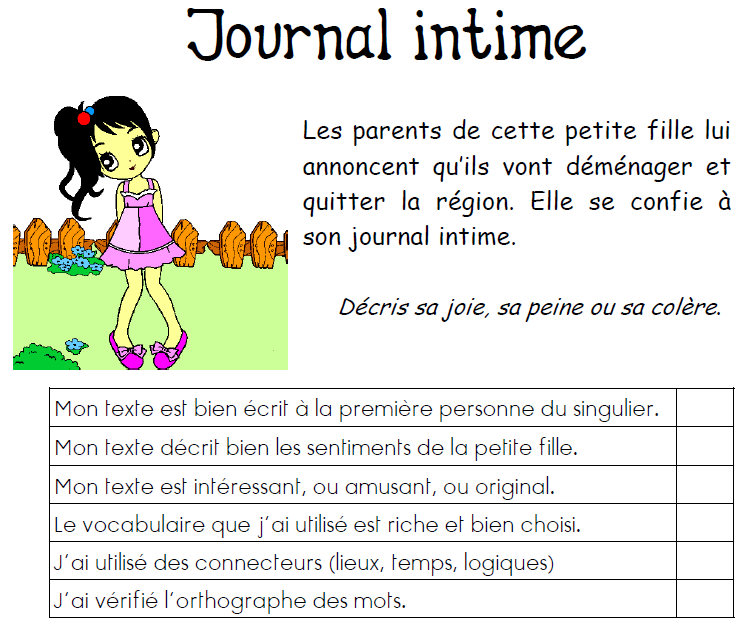 Journal intime
Les parents de cette petite fille lui
annoncent qu'ils vont déménager et
quitter la région. Elle se confie à
son journal intime.
Décris sa joie, sa peine ou sa colère.
Mon texte est bien écrit à la première personne du singulier.
Mon texte décrit bien les sentiments de la petite fille.
Mon texte est intéressant, ou amusant, ou original.
Le vocabulaire que j'ai utilisé est riche et bien choisi.
J'ai utilisé des connecteurs (lieux, temps, logiques)
J'ai vérifié l'orthographe des mots.